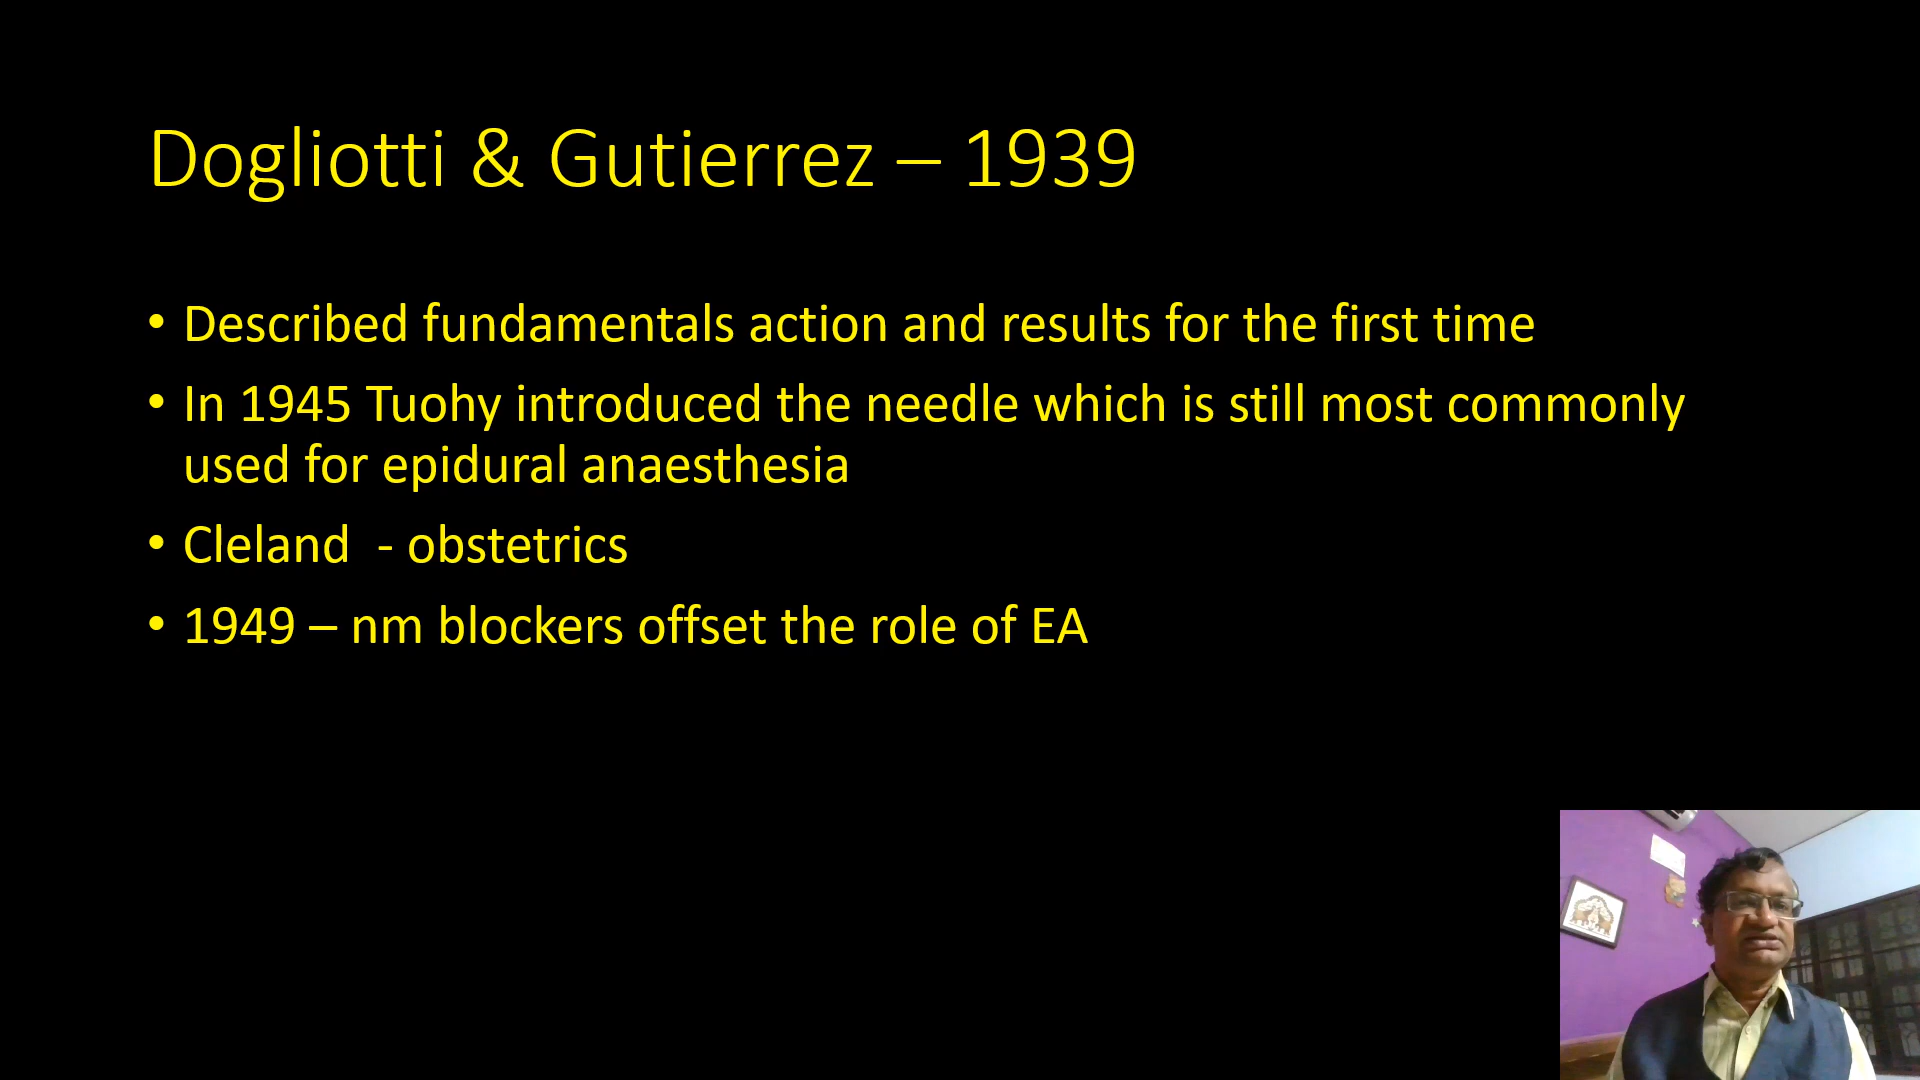 Dogliotti & Gutierrez – 1939
• Described fundamentals action and results for the first time
• In 1945 Tuohy introduced the needle which is still most commonly
used for epidural anaesthesia
• Cleland  - obstetrics
• 1949 – nm blockers offset the role of EA